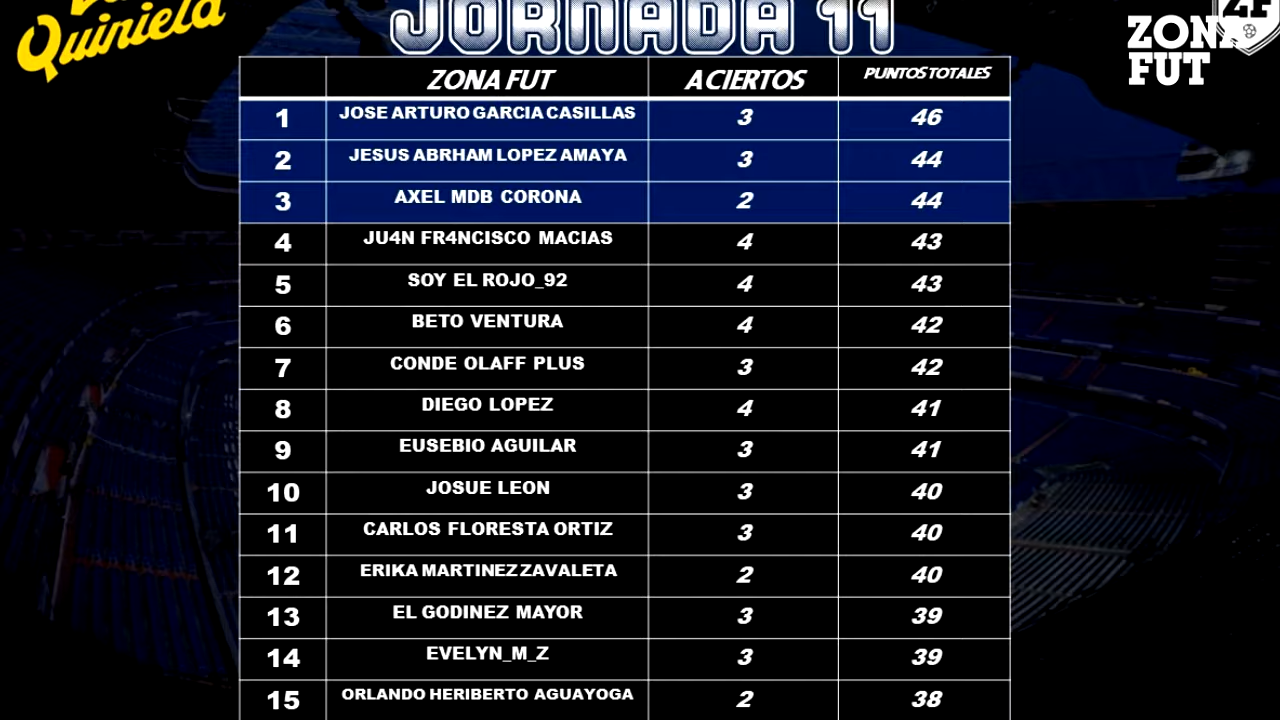 Quiniela
JORNADA 11
ZF
ZONA
FUT
ZONA FUT ACIERTOS PUNTOS TOTALES
1 JOSE ARTURO GARCIA CASILLAS 3 46
2 JESUS ABRHAM LOPEZ AMAYA 3 44
3 AXEL MDB CORONA 2 44
4 JU4N FR4NCISCO MACIAS 4 43
5 SOY EL ROJO_92 4 43
6 BETO VENTURA 4 42
7 CONDE OLAFF PLUS 3 42
8 DIEGO LOPEZ 4 41
9 EUSEBIO AGUILAR 3 41
10 JOSUE LEON 3 40
11 CARLOS FLORESTA ORTIZ 3 40
12 ERIKA MARTINEZ ZAVALETA 2 40
13 EL GODINEZ MAYOR 3 39
14 EVELYN_M_Z 3 39
15 ORLANDO HERIBERTO AGUAYOGA 2 38